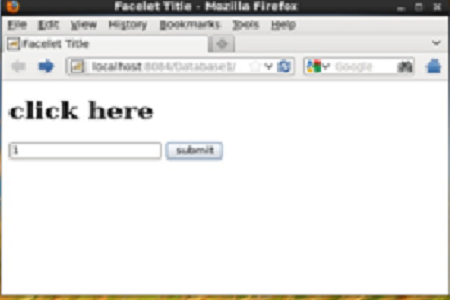 Facelet Title - Mozilla Firefox
File Edit View History Bookmarks Tools Help
Facelet Title
localhost:8084/Database1/ Google
click here
1 submit